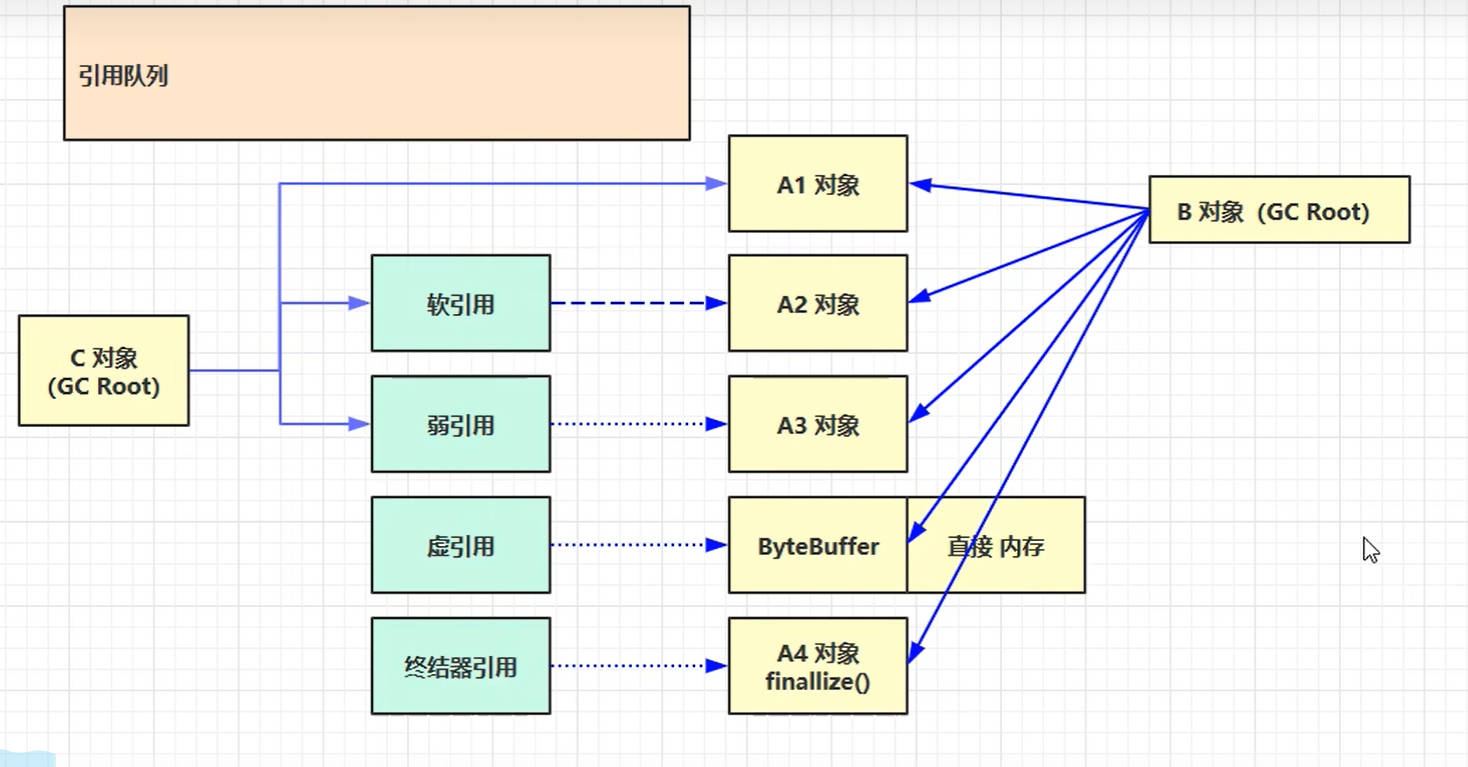 引用队列
A1 对象
B 对象（GC Root)
软引用
A2 对象
C 对象
(GC Root)
弱引用
A3 对象
虚引用
ByteBuffer
直接 内存
终结器引用
A4 对象
finallize()